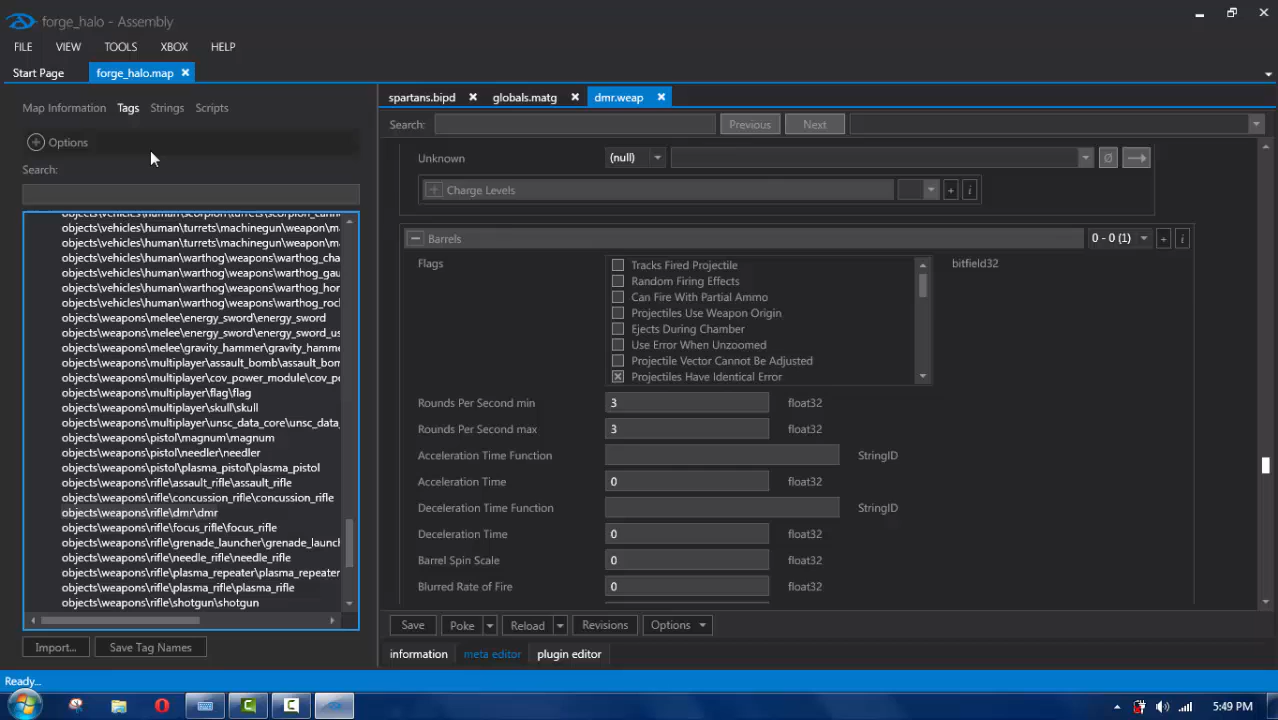 forge_halo - Assembly
FILE VIEW TOOLS XBOX HELP
Start Page forge_halo.map
Map Information Tags Strings Scripts
Options
Search:
objects\vehicles\human\scorpion\turrets\scorpion_cann
objects\vehicles\human\turrets\machinegun\weapon\m
objects\vehicles\human\turrets\machinegun\weapon\m
objects\vehicles\human\warthog\weapons\warthog_cha
objects\vehicles\human\warthog\weapons\warthog_gau
objects\vehicles\human\warthog\weapons\warthog_hor
objects\vehicles\human\warthog\weapons\warthog_roc
objects\weapons\melee\energy_sword\energy_sword
objects\weapons\melee\energy_sword\energy_sword_us
objects\weapons\melee\gravity_hammer\gravity_hamme
objects\weapons\multiplayer\assault_bomb\assault_bom
objects\weapons\multiplayer\cov_power_module\cov_p
objects\weapons\multiplayer\flag\flag
objects\weapons\multiplayer\skull\skull
objects\weapons\multiplayer\unsc_data_core\unsc_data_
objects\weapons\pistol\magnum\magnum
objects\weapons\pistol\needler\needler
objects\weapons\pistol\plasma_pistol\plasma_pistol
objects\weapons\rifle\assault_rifle\assault_rifle
objects\weapons\rifle\concussion_rifle\concussion_rifle
objects\weapons\rifle\dmr\dmr
objects\weapons\rifle\focus_rifle\focus_rifle
objects\weapons\rifle\grenade_launcher\grenade_launch
objects\weapons\rifle\needle_rifle\needle_rifle
objects\weapons\rifle\plasma_repeater\plasma_repeater
objects\weapons\rifle\plasma_rifle\plasma_rifle
objects\weapons\rifle\shotgun\shotgun
Import... Save Tag Names
spartans.bipd globals.matg dmr.weap
Search: Previous Next
Unknown (null)
Charge Levels + i
Barrels 0 - 0 (1) + i
Flags bitfield32
Tracks Fired Projectile
Random Firing Effects
Can Fire With Partial Ammo
Projectiles Use Weapon Origin
Ejects During Chamber
Use Error When Unzoomed
Projectile Vector Cannot Be Adjusted
Projectiles Have Identical Error
Rounds Per Second min 3 float32
Rounds Per Second max 3 float32
Acceleration Time Function StringID
Acceleration Time 0 float32
Deceleration Time Function StringID
Deceleration Time 0 float32
Barrel Spin Scale 0 float32
Blurred Rate of Fire 0 float32
Save Poke Reload Revisions Options
information meta editor plugin editor
Ready...
5:49 PM